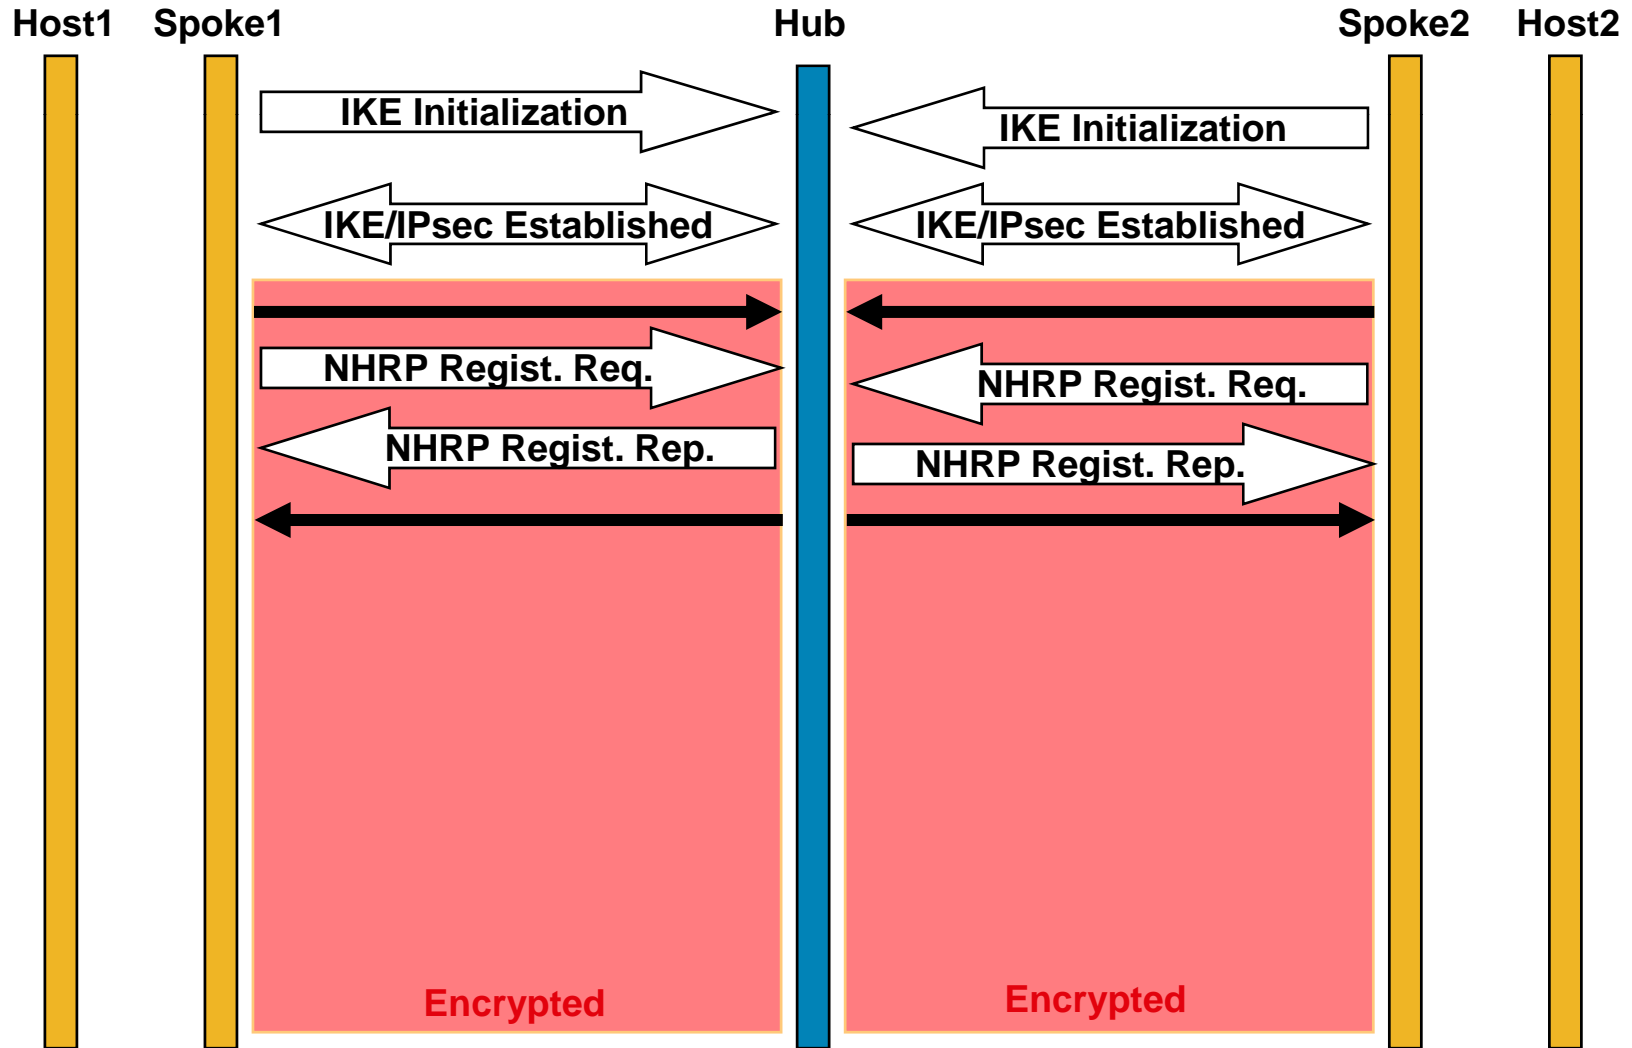 Host1
Spoke1
Hub
Spoke2
Host2
IKE Initialization
IKE Initialization
IKE/IPsec Established
IKE/IPsec Established
NHRP Regist. Req.
NHRP Regist. Req.
NHRP Regist. Rep.
NHRP Regist. Rep.
Encrypted
Encrypted